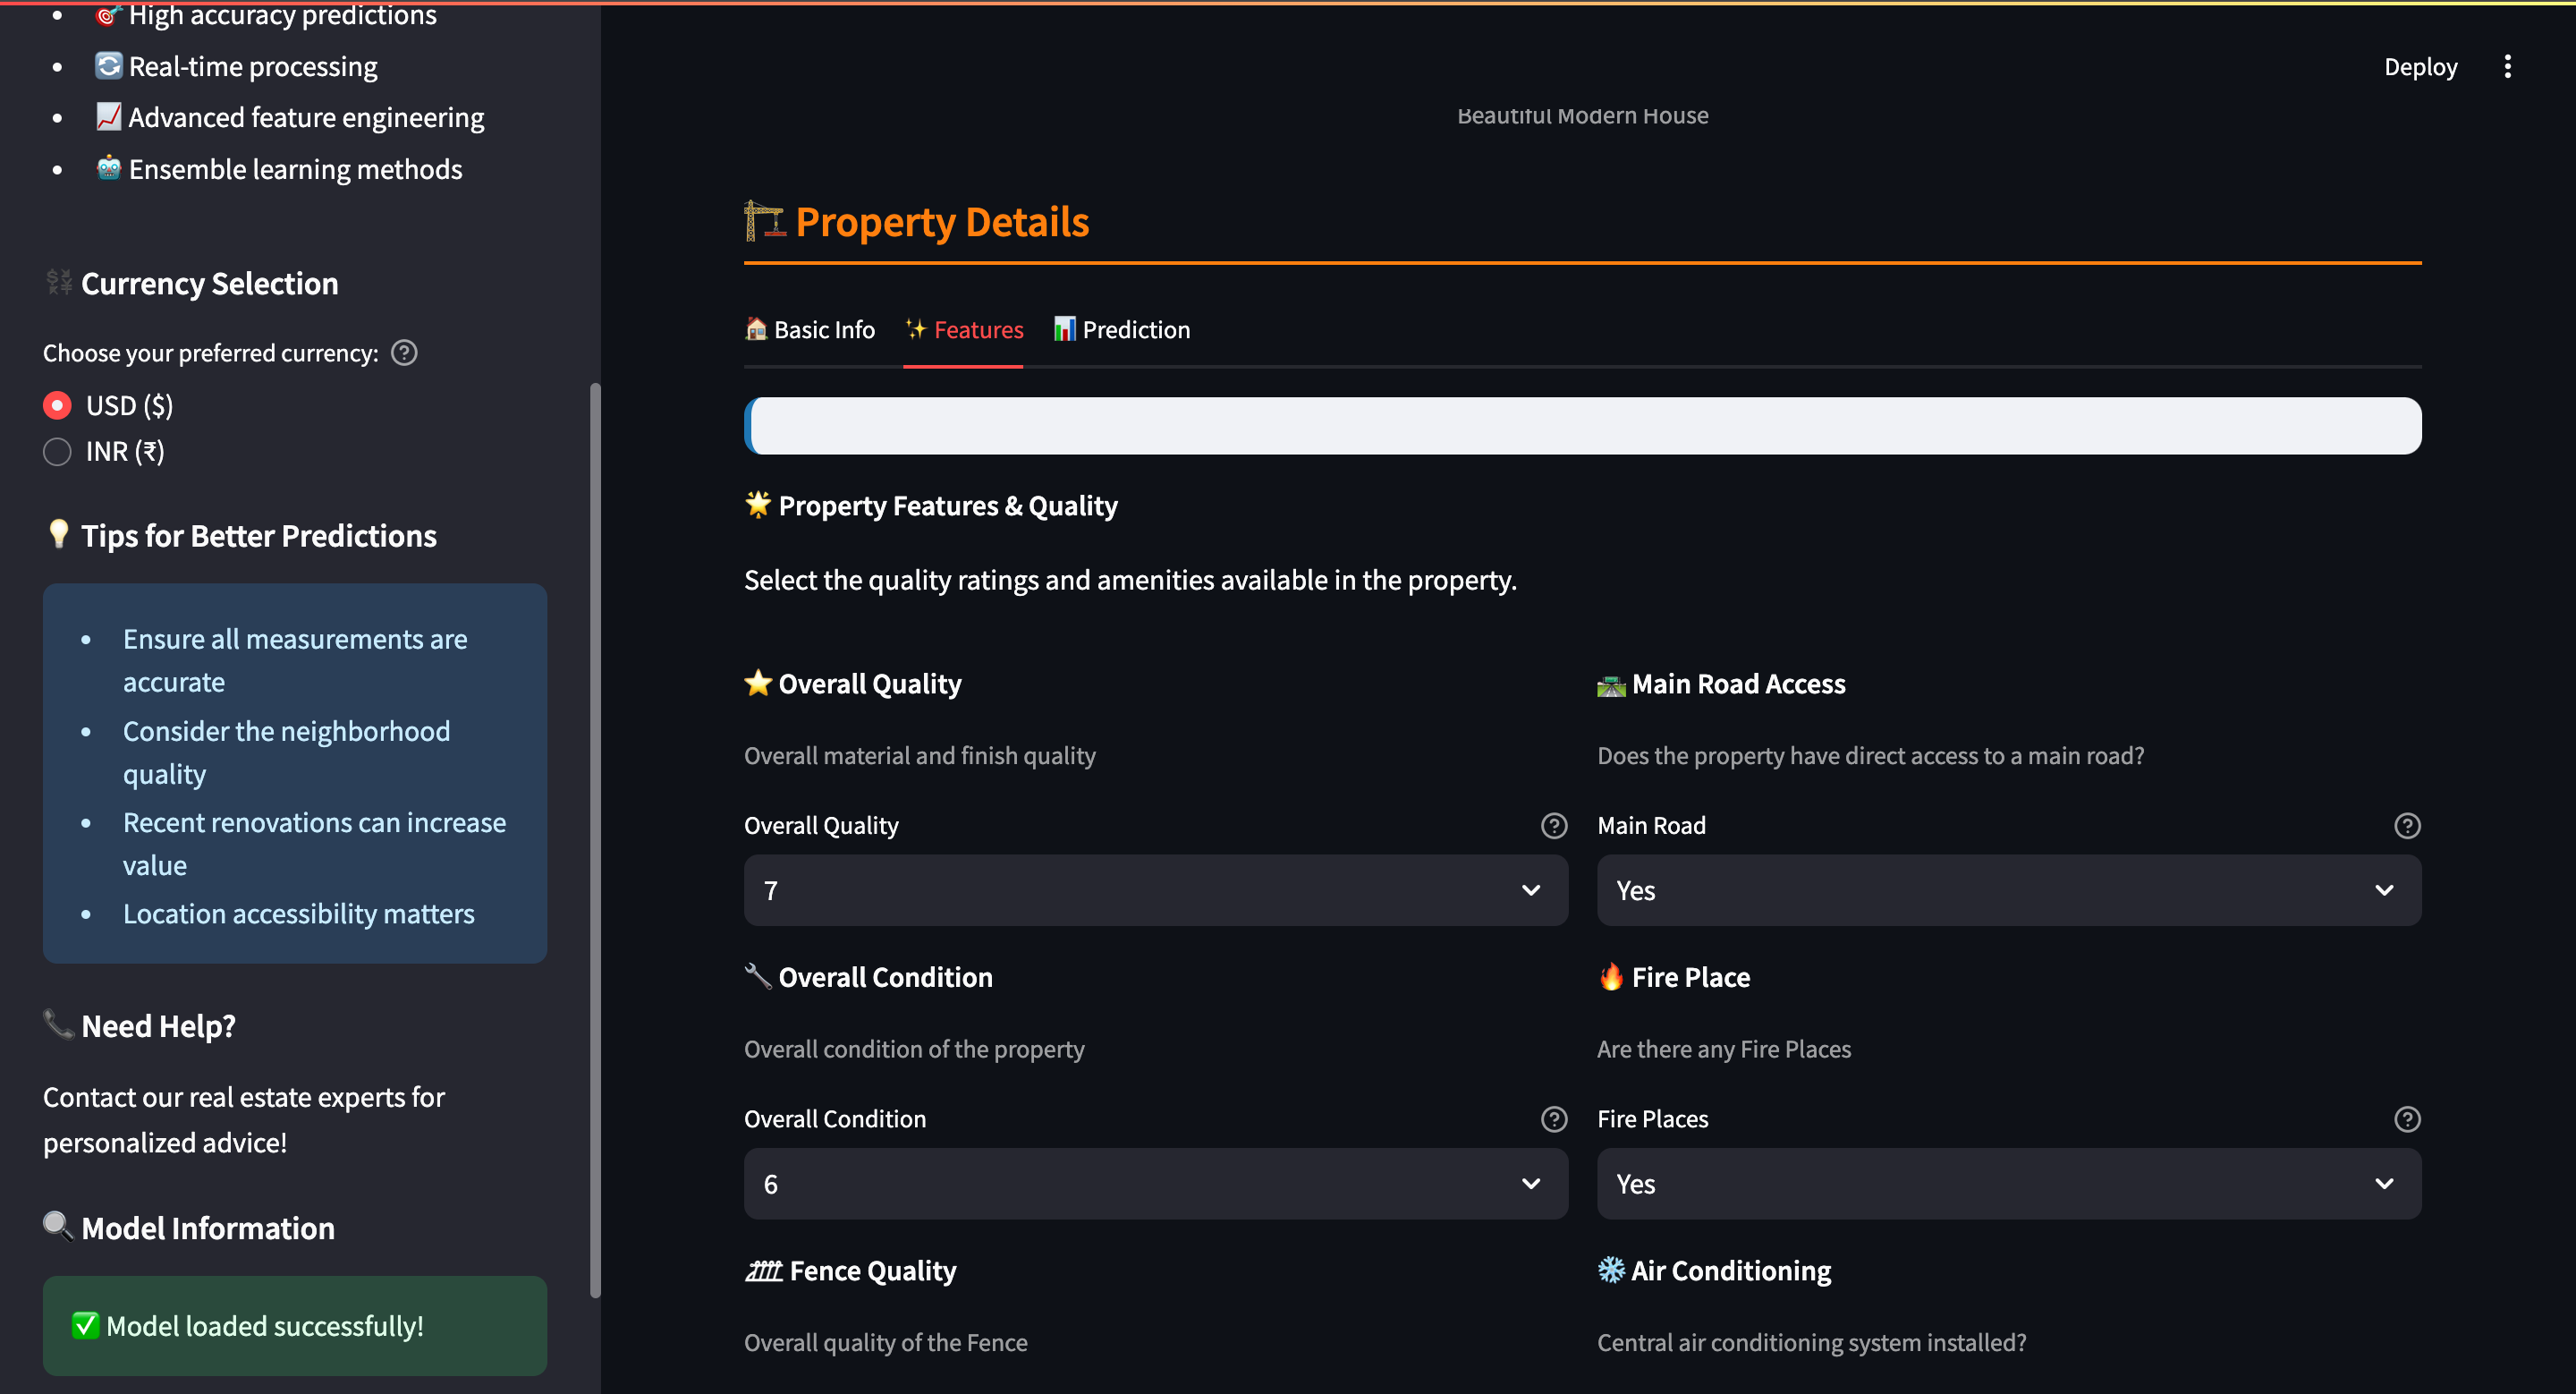 High accuracy predictions
Real-time processing
Advanced feature engineering
Ensemble learning methods
Currency Selection
Choose your preferred currency:
USD ($)
INR (₹)
Tips for Better Predictions
Ensure all measurements are
accurate
Consider the neighborhood
quality
Recent renovations can increase
value
Location accessibility matters
Need Help?
Contact our real estate experts for
personalized advice!
Model Information
Model loaded successfully!
Deploy
Beautiful Modern House
Property Details
Basic Info
Features
Prediction
Property Features & Quality
Select the quality ratings and amenities available in the property.
Overall Quality
Overall material and finish quality
Overall Quality
7
Main Road Access
Does the property have direct access to a main road?
Main Road
Yes
Overall Condition
Overall condition of the property
Overall Condition
6
Fire Place
Are there any Fire Places
Fire Places
Yes
Fence Quality
Overall quality of the Fence
Air Conditioning
Central air conditioning system installed?